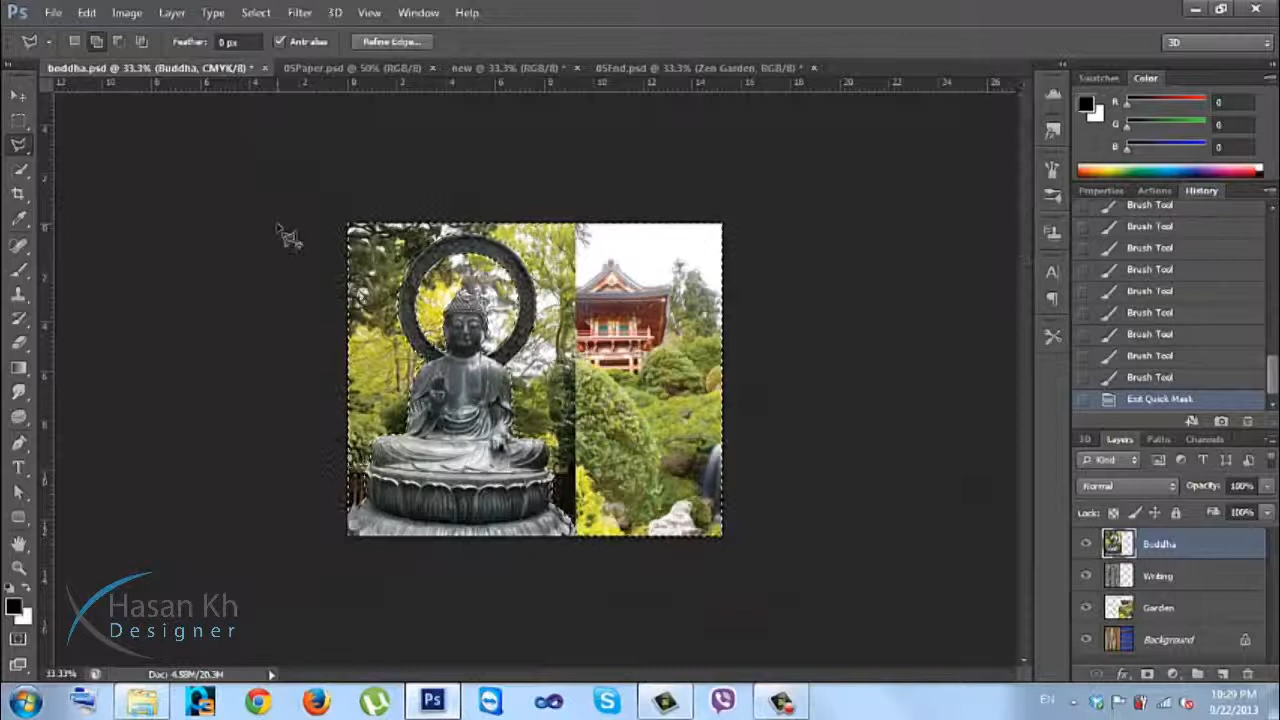 Ps File Edit Image Layer Type Select Filter 3D View Window Help
Feather: 0 px Anti-alias Refine Edge... 3D
boddha.psd @ 33.3% (Buddha, CMYK/8) * × 05Paper.psd @ 50% (RGB/8) × new @ 33.3% (RGB/8) * × 05End.psd @ 33.3% (Zen Garden, RGB/8) * ×
Swatches Color
R 0
G 0
B 0
Properties Actions History
Brush Tool
Brush Tool
Brush Tool
Brush Tool
Brush Tool
Brush Tool
Brush Tool
Brush Tool
Brush Tool
Exit Quick Mask
3D Layers Paths Channels
Kind
Normal Opacity: 100%
Lock: Fill: 100%
Buddha
Writing
Garden
Background
Hasan Kh
Designer
33.33% Doc: 4.58M/20.3M
EN 10:29 PM
9/22/2013